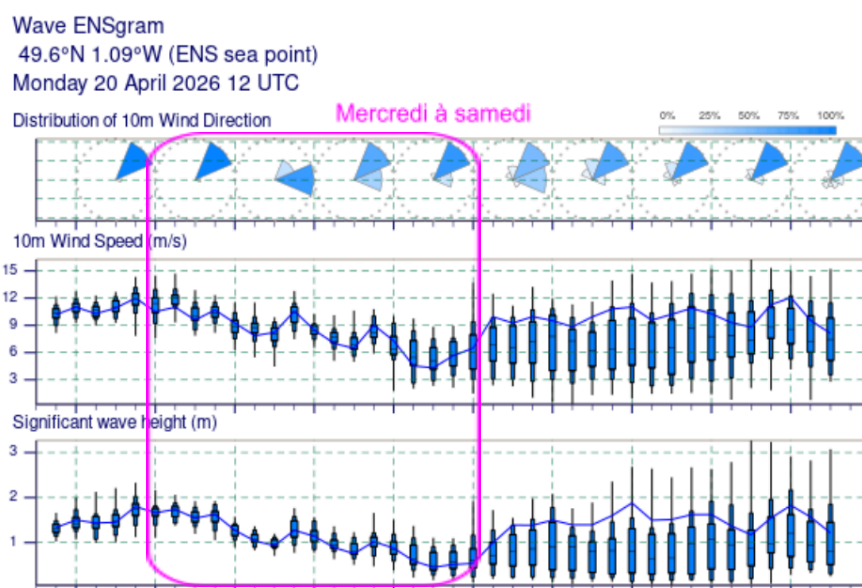 Wave ENSgram
49.6°N 1.09°W (ENS sea point)
Monday 20 April 2026 12 UTC
Mercredi à samedi
Distribution of 10m Wind Direction
0% 25% 50% 75% 100%
10m Wind Speed (m/s)
15
12
9
6
3
Significant wave height (m)
3
2
1